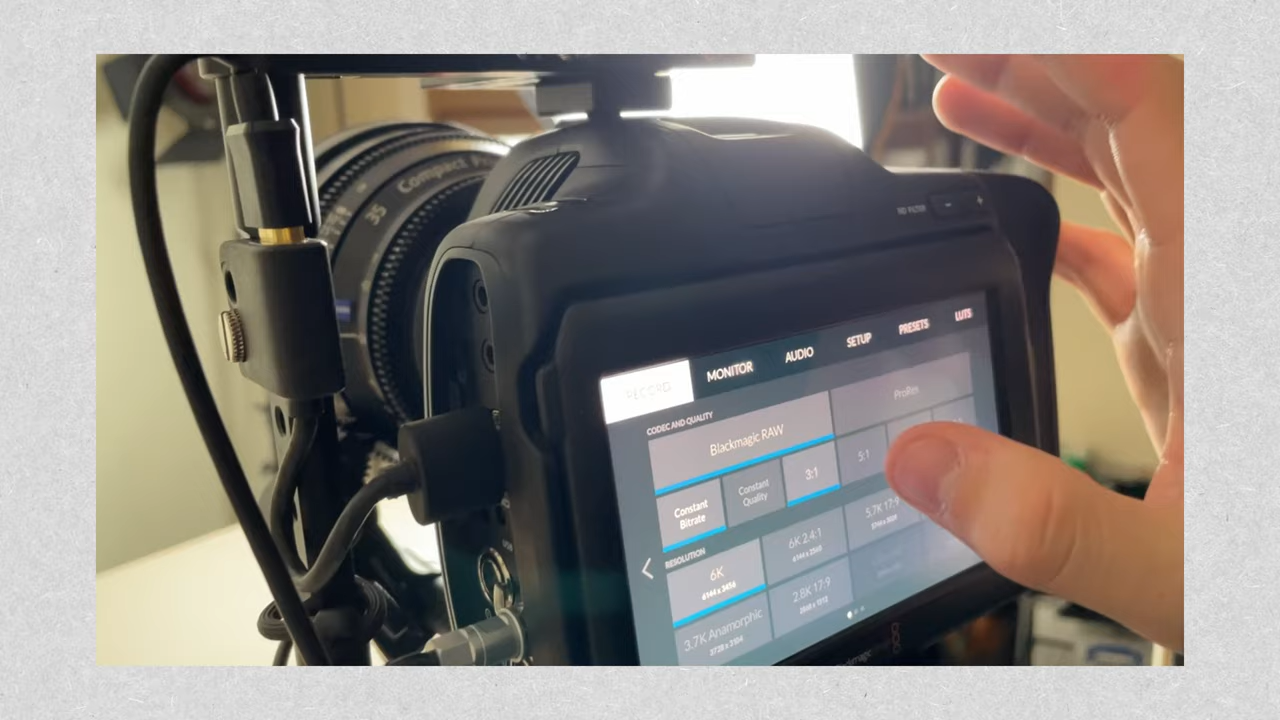 Compact
35
ND FILTER - +
RECORD MONITOR AUDIO SETUP PRESETS LUTS
CODEC AND QUALITY
Blackmagic RAW ProRes
Constant Bitrate Constant Quality 3:1 5:1
RESOLUTION
6K 6K 2.4:1 5.7K 17:9
6144 x 3456 6144 x 2560
3.7K Anamorphic 2.8K 17:9
3728 x 3104 2868 x 1512